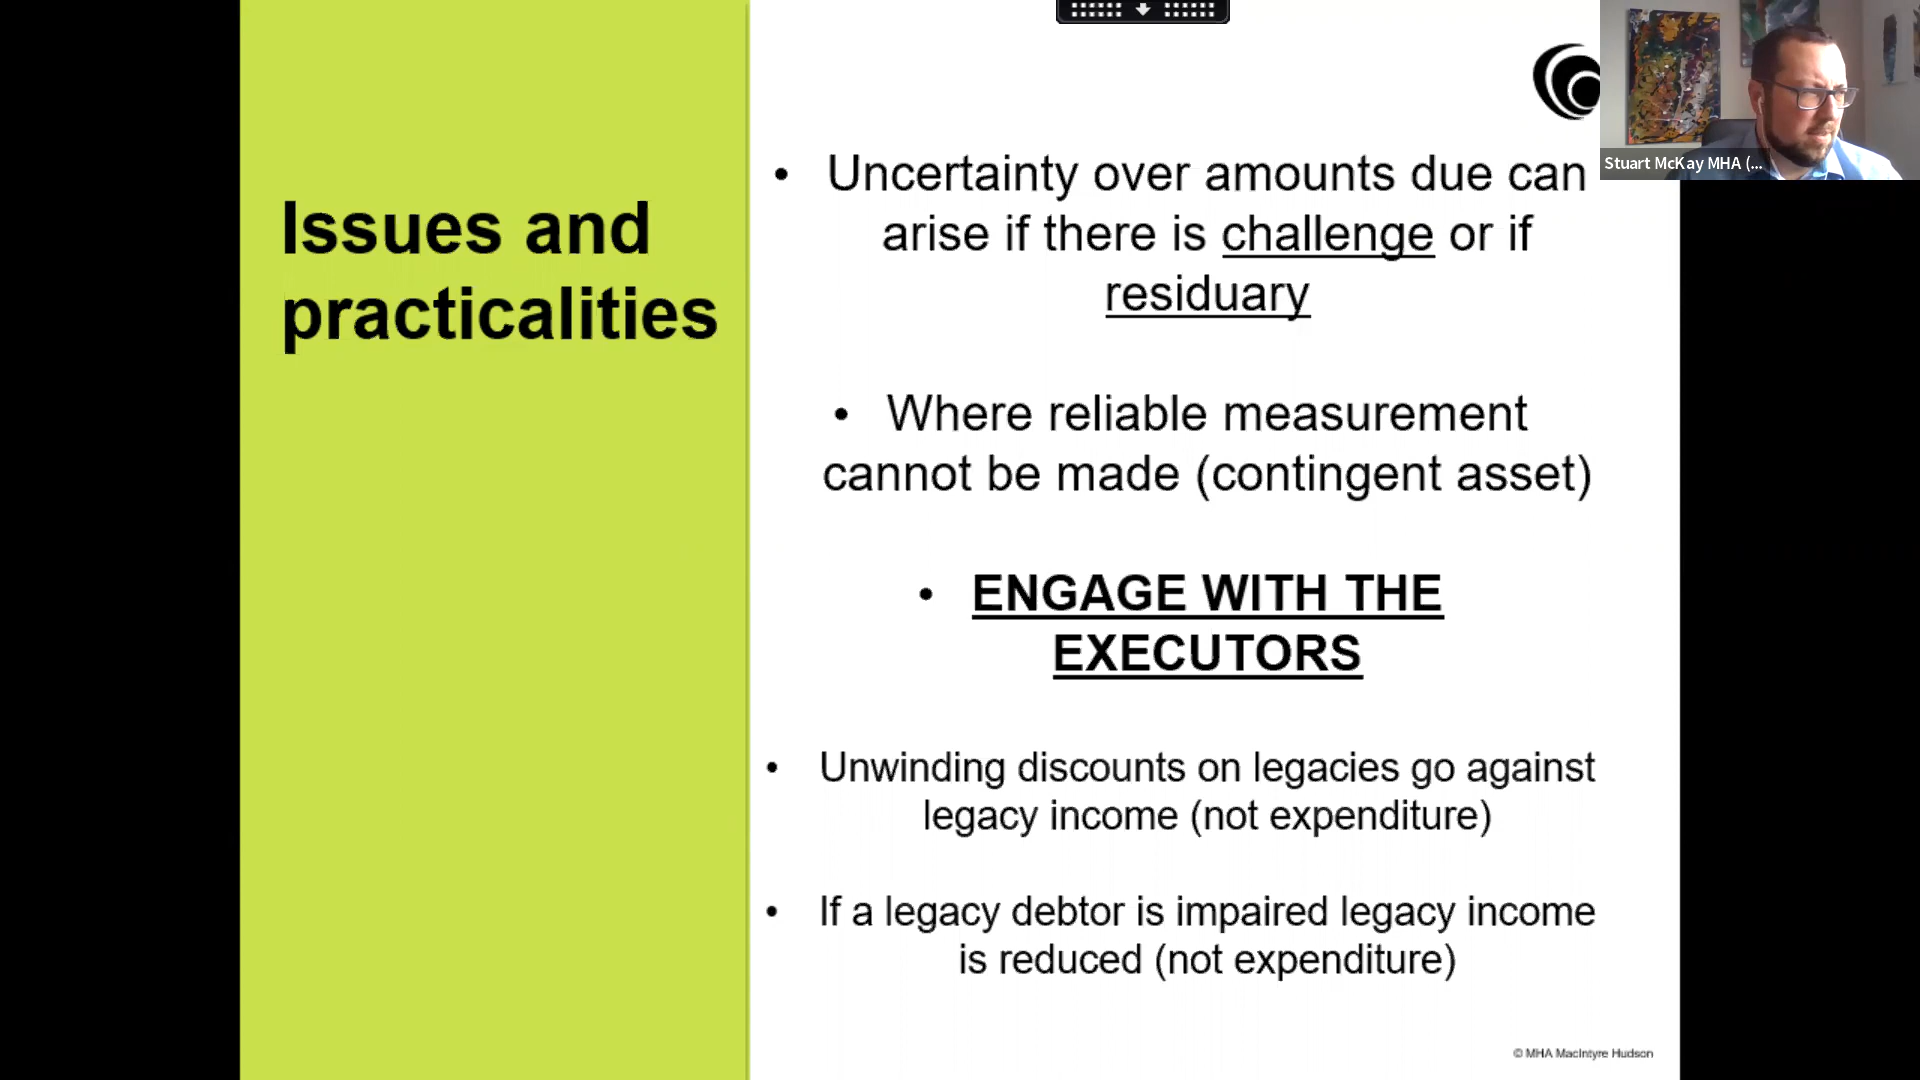 Issues and
practicalities
• Uncertainty over amounts due can
arise if there is challenge or if
residuary
• Where reliable measurement
cannot be made (contingent asset)
• ENGAGE WITH THE
EXECUTORS
• Unwinding discounts on legacies go against
legacy income (not expenditure)
• If a legacy debtor is impaired legacy income
is reduced (not expenditure)
© MHA MacIntyre Hudson
Stuart McKay MHA (...